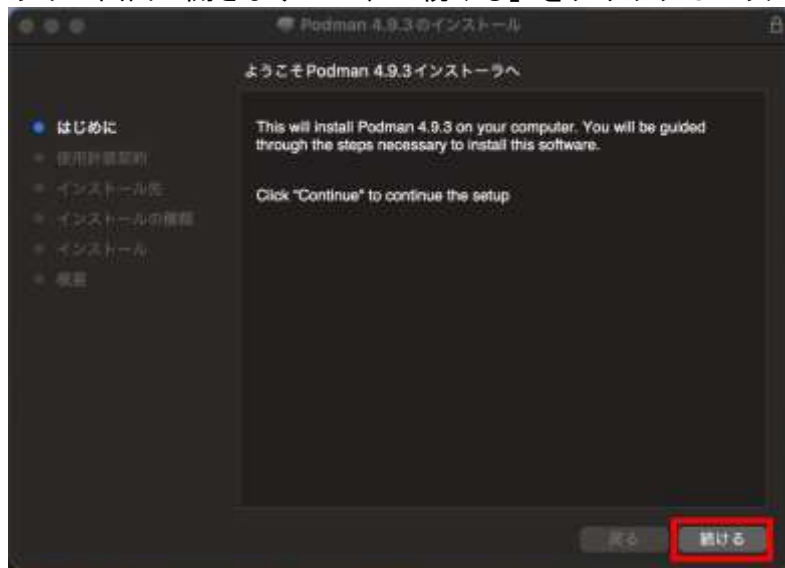 Podman 4.9.3のインストール
ようこそPodman 4.9.3インストーラへ
はじめに
使用許諾契約
インストール先
インストールの種類
インストール
概要
This will install Podman 4.9.3 on your computer. You will be guided
through the steps necessary to install this software.
Click "Continue" to continue the setup
戻る
続ける